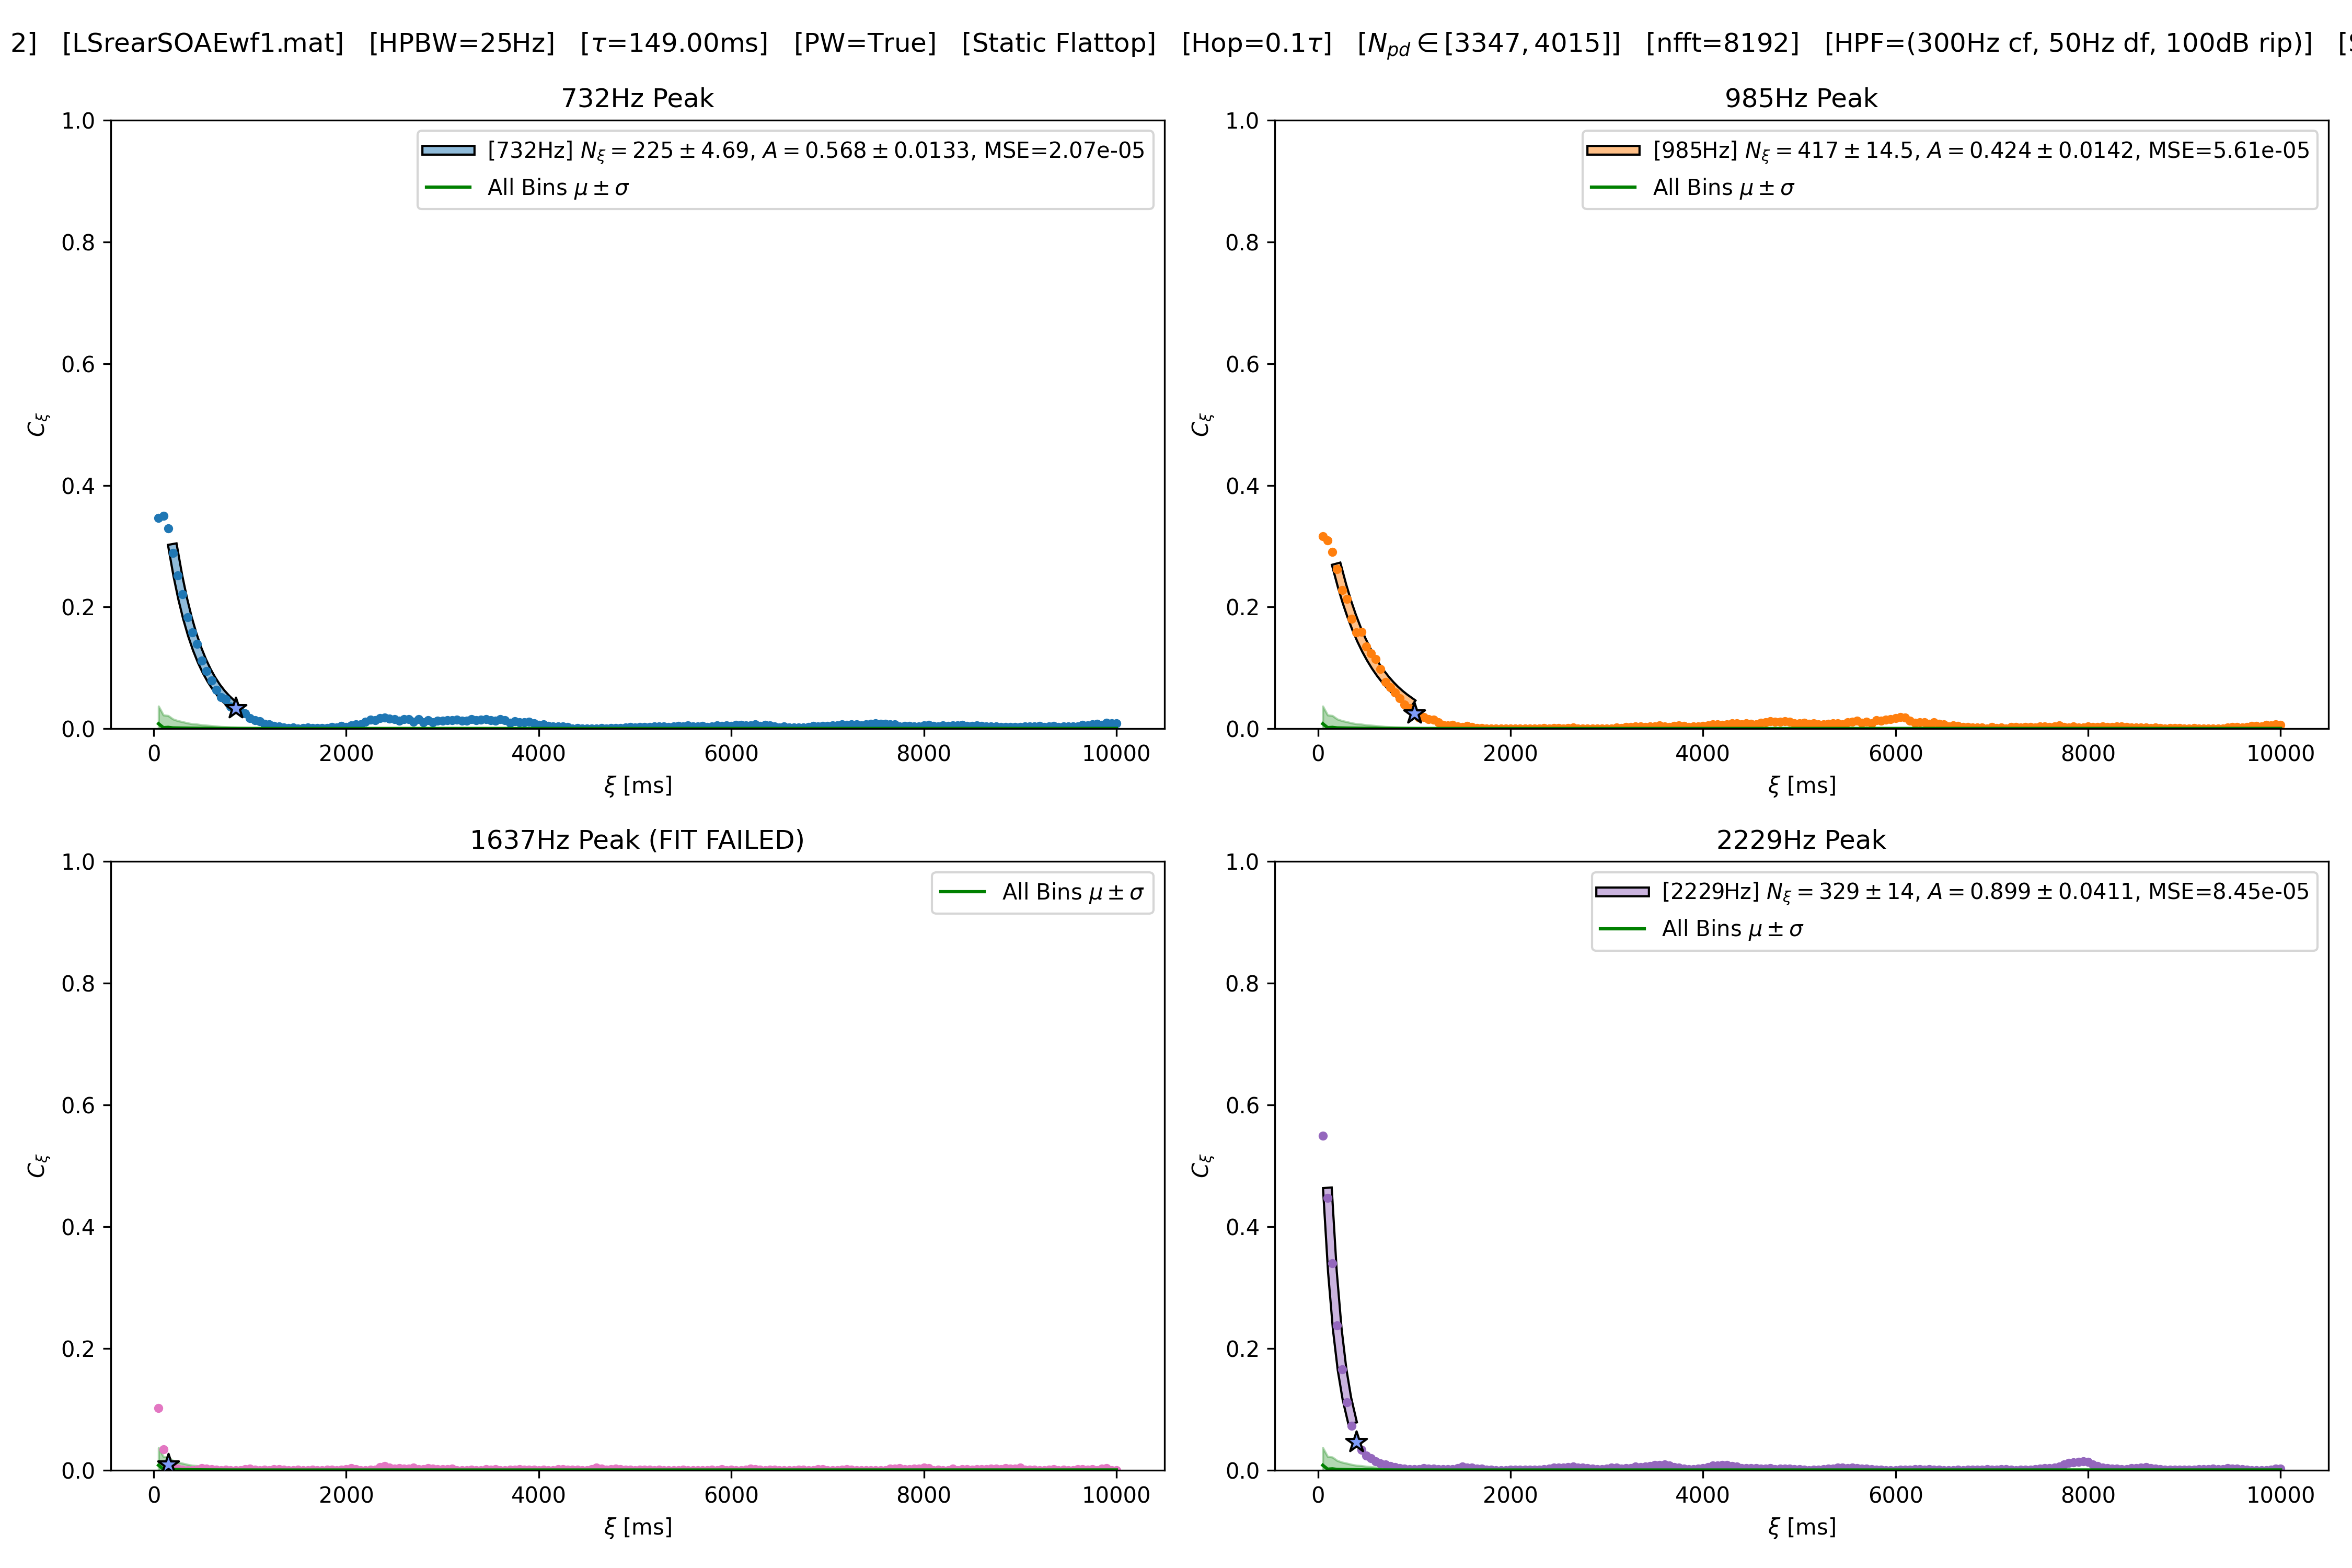 2] [LSrearSOAEwf1.mat] [HPBW=25Hz] [τ=149.00ms] [PW=True] [Static Flattop] [Hop=0.1τ] [N_pd ∈ [3347, 4015]] [nfft=8192] [HPF=(300Hz cf, 50Hz df, 100dB rip)]
732Hz Peak
1.0
0.8
0.6
0.4
0.2
0.0
C_ξ
[732Hz] N_ξ = 225 ± 4.69, A = 0.568 ± 0.0133, MSE=2.07e-05
All Bins μ ± σ
0 2000 4000 6000 8000 10000
ξ [ms]
985Hz Peak
1.0
0.8
0.6
0.4
0.2
0.0
C_ξ
[985Hz] N_ξ = 417 ± 14.5, A = 0.424 ± 0.0142, MSE=5.61e-05
All Bins μ ± σ
0 2000 4000 6000 8000 10000
ξ [ms]
1637Hz Peak (FIT FAILED)
1.0
0.8
0.6
0.4
0.2
0.0
C_ξ
All Bins μ ± σ
0 2000 4000 6000 8000 10000
ξ [ms]
2229Hz Peak
1.0
0.8
0.6
0.4
0.2
0.0
C_ξ
[2229Hz] N_ξ = 329 ± 14, A = 0.899 ± 0.0411, MSE=8.45e-05
All Bins μ ± σ
0 2000 4000 6000 8000 10000
ξ [ms]